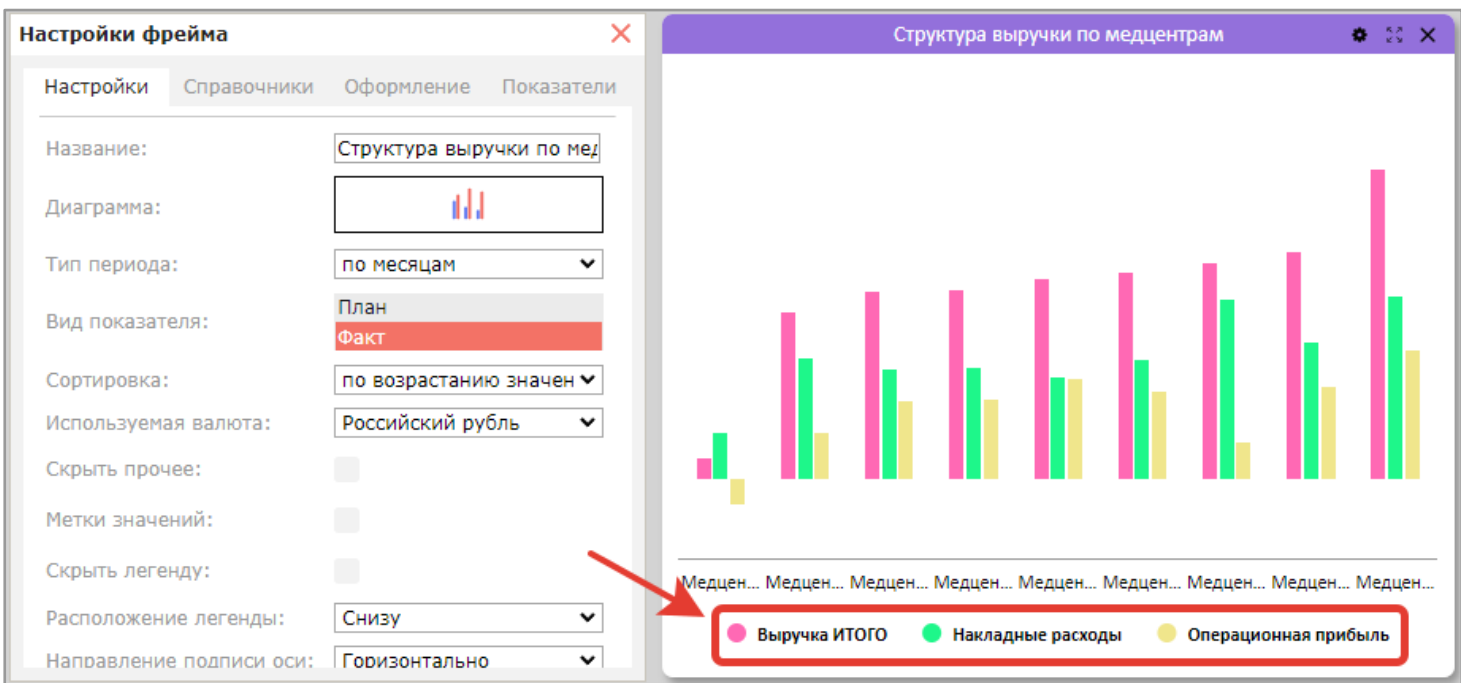 Настройки фрейма
Настройки Справочники Оформление Показатели
Название: Структура выручки по мед
Диаграмма:
Тип периода: по месяцам
Вид показателя: План
Факт
Сортировка: по возрастанию значен
Используемая валюта: Российский рубль
Скрыть прочее:
Метки значений:
Скрыть легенду:
Расположение легенды: Снизу
Направление подписи оси: Горизонтально
Структура выручки по медцентрам
Медцен... Медцен... Медцен... Медцен... Медцен... Медцен... Медцен... Медцен... Медцен...
Выручка ИТОГО Накладные расходы Операционная прибыль